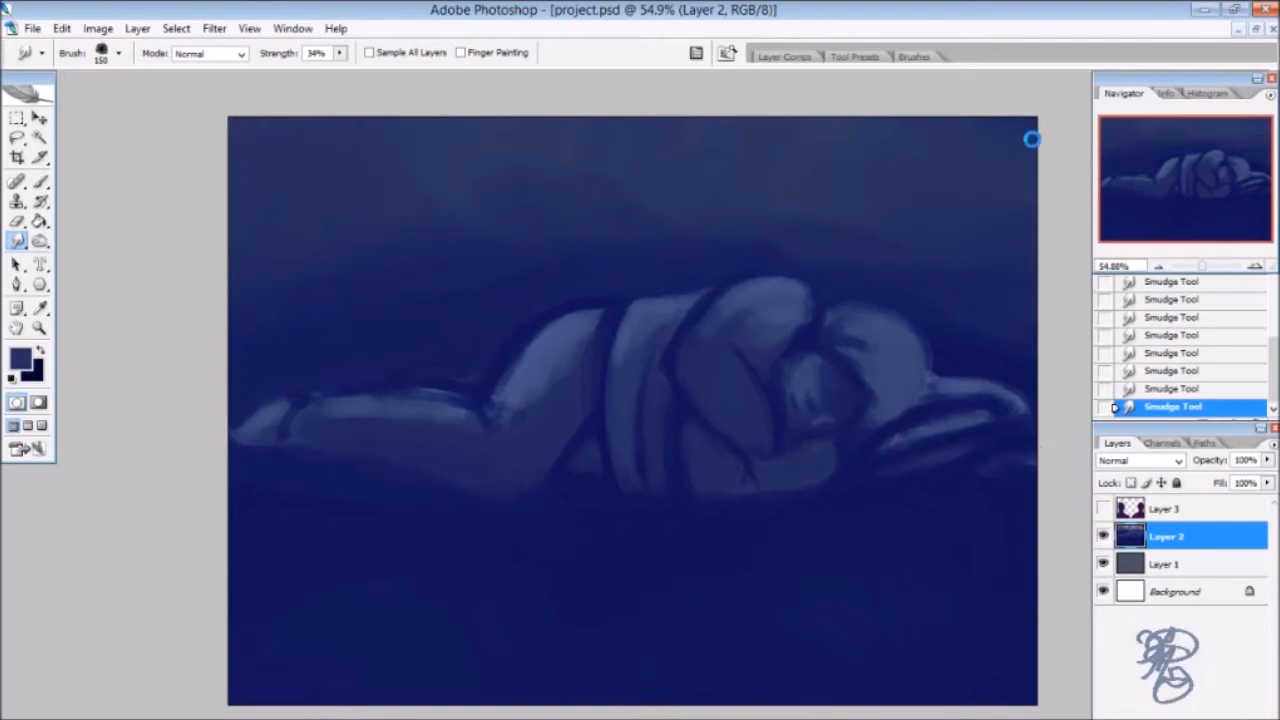 Adobe Photoshop - [project.psd @ 54.9% (Layer 2, RGB/8)]
File Edit Image Layer Select Filter View Window Help
Brush: 150 Mode: Normal Strength: 34% Sample All Layers Finger Painting Layer Comps Tool Presets Brushes
Navigator Info Histogram
54.88%
Smudge Tool
Smudge Tool
Smudge Tool
Smudge Tool
Smudge Tool
Smudge Tool
Smudge Tool
Smudge Tool
Layers Channels Paths
Normal Opacity: 100%
Lock: Fill: 100%
Layer 3
Layer 2
Layer 1
Background